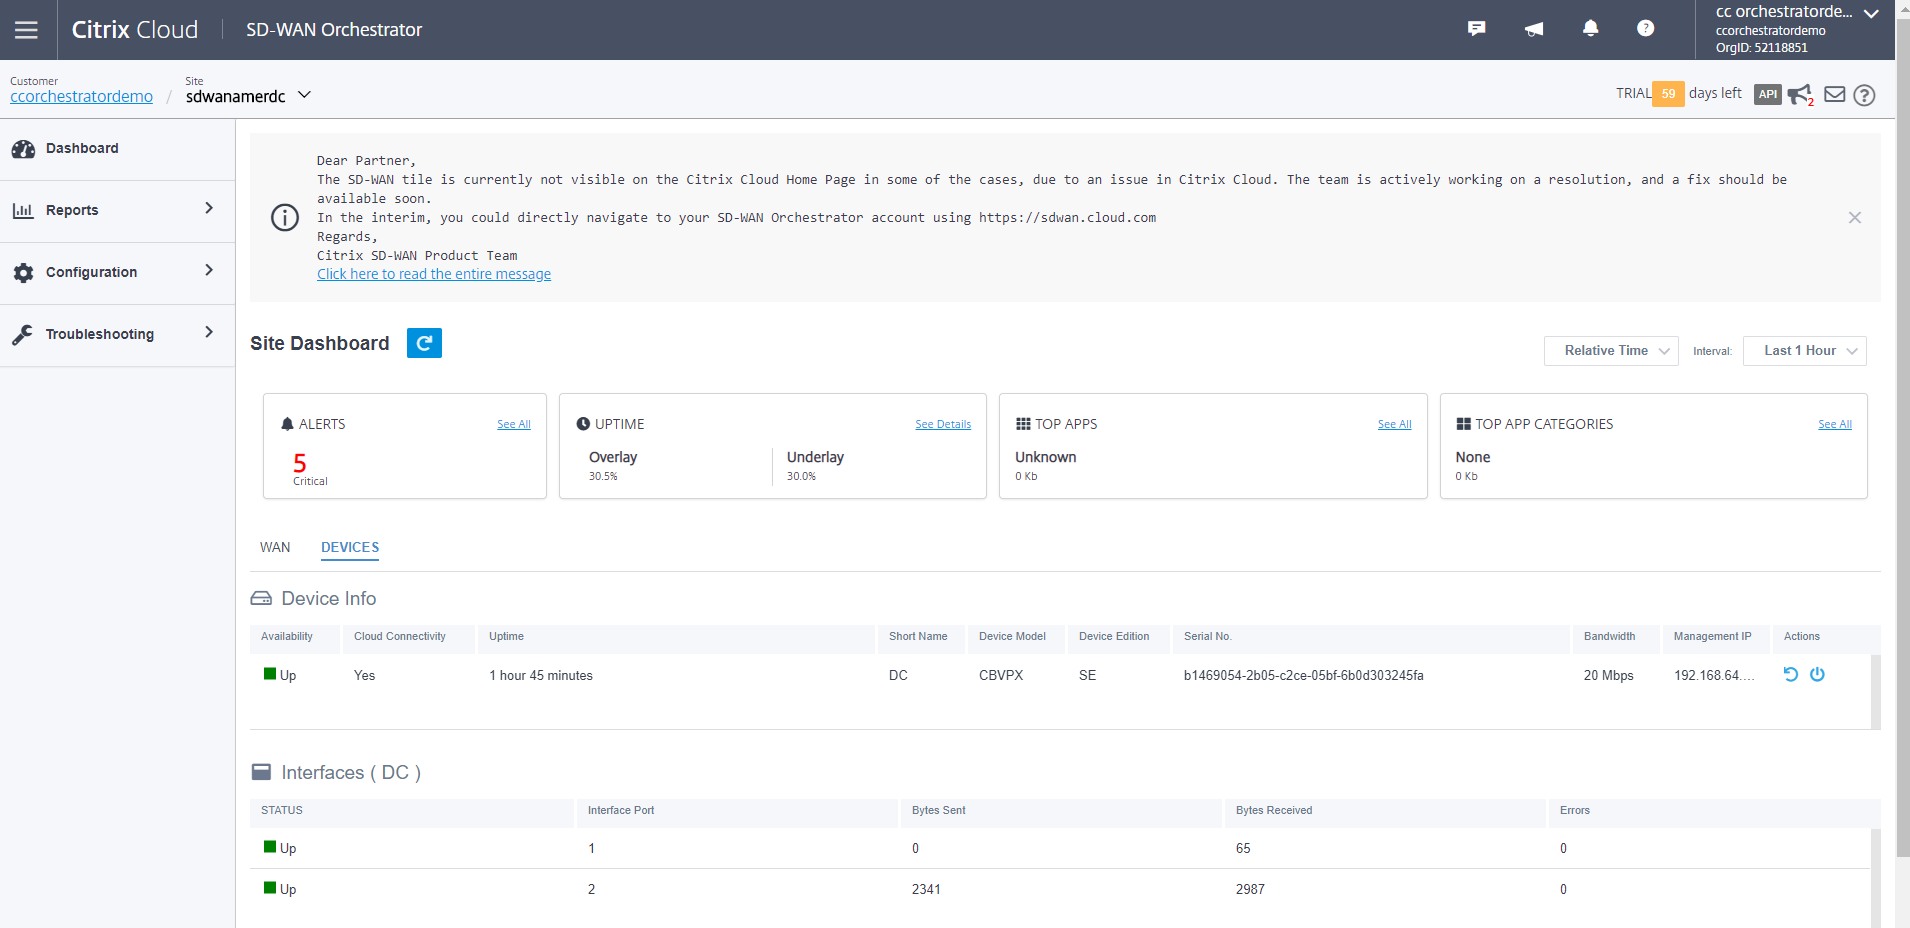 Citrix Cloud
SD-WAN Orchestrator
?
cc orchestratorde...
ccorchestratordemo
OrgID: 52118851
Customer
ccorchestratordemo
/
Site
sdwanamerdc
TRIAL 59 days left
API
2
?
Dashboard
Reports
Configuration
Troubleshooting
Dear Partner,
The SD-WAN tile is currently not visible on the Citrix Cloud Home Page in some of the cases, due to an issue in Citrix Cloud. The team is actively working on a resolution, and a fix should be
available soon.
In the interim, you could directly navigate to your SD-WAN Orchestrator account using https://sdwan.cloud.com
Regards,
Citrix SD-WAN Product Team
Click here to read the entire message
Site Dashboard
Relative Time
Interval:
Last 1 Hour
ALERTS
See All
5
Critical
UPTIME
See Details
Overlay
30.5%
Underlay
30.0%
TOP APPS
See All
Unknown
0 Kb
TOP APP CATEGORIES
See All
None
0 Kb
WAN
DEVICES
Device Info
Availability Cloud Connectivity Uptime Short Name Device Model Device Edition Serial No. Bandwidth Management IP Actions
Up Yes 1 hour 45 minutes DC CBVPX SE b1469054-2b05-c2ce-05bf-6b0d303245fa 20 Mbps 192.168.64....
Interfaces ( DC )
STATUS Interface Port Bytes Sent Bytes Received Errors
Up 1 0 65 0
Up 2 2341 2987 0